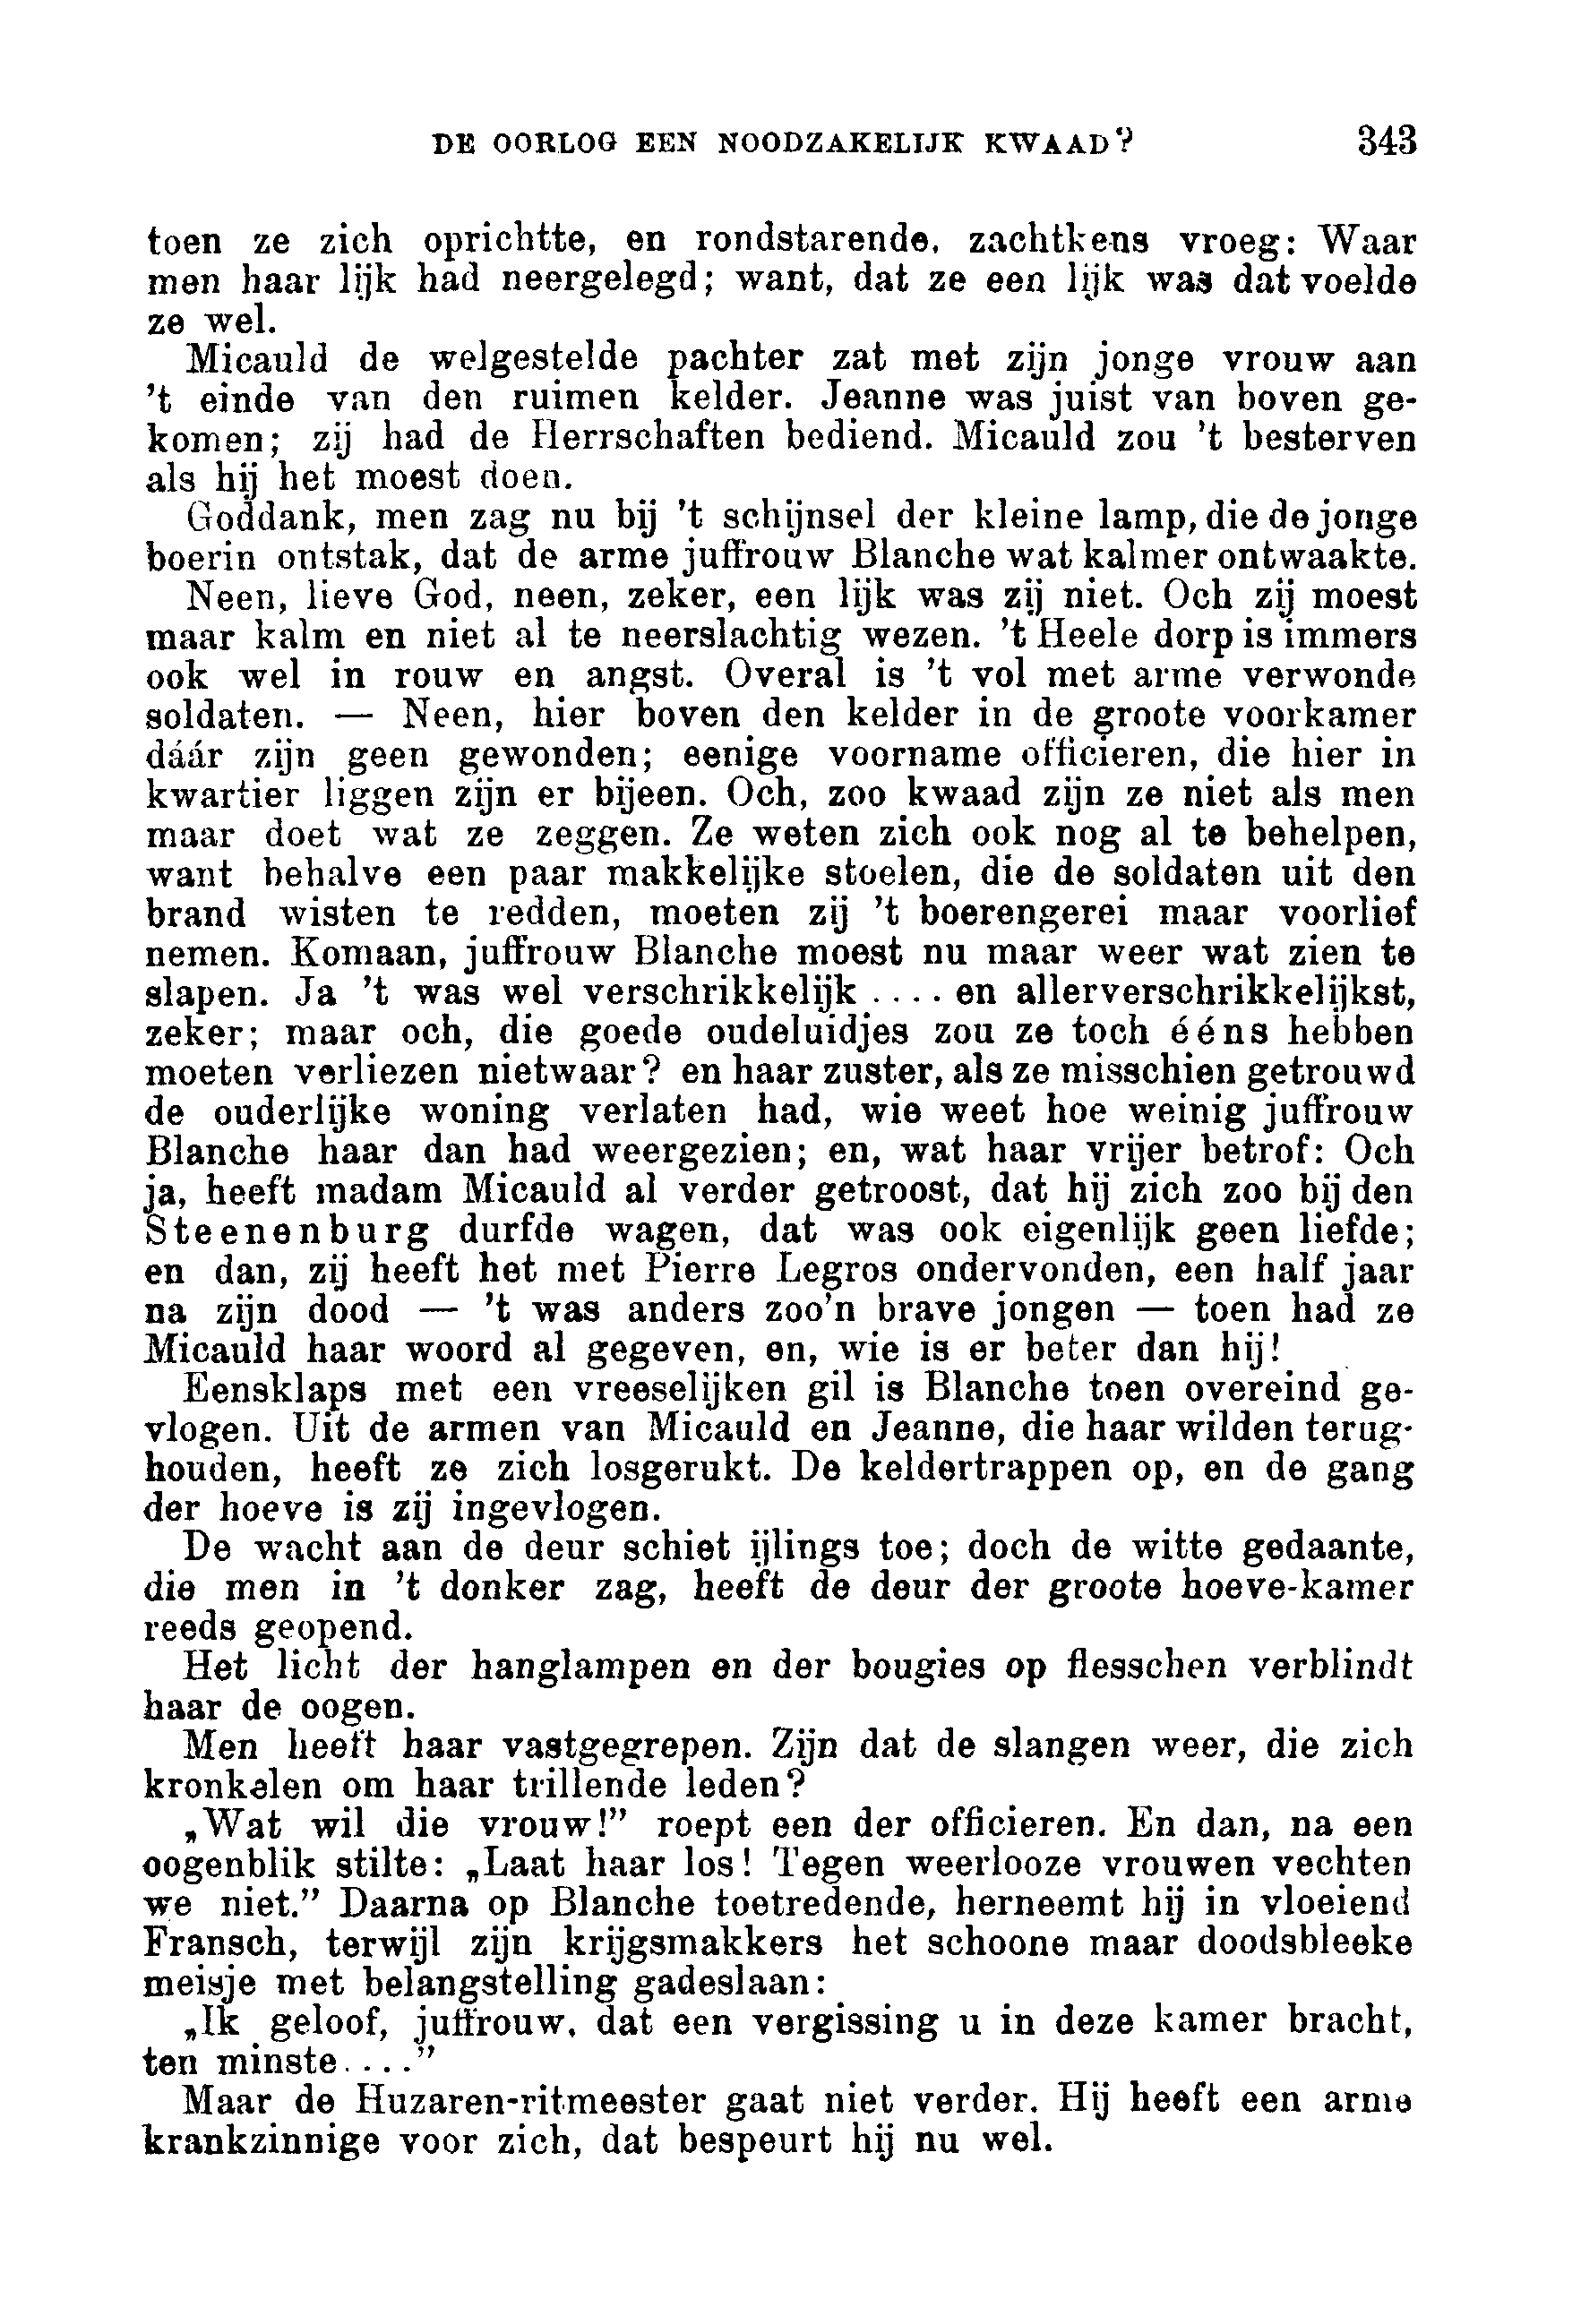 DE OORLOG EEN NOODZAKELIJK KWAAD? 343
toen ze zich oprichtte, en rondstarende, zachtkens vroeg: Waar
men haar lijk had neergelegd; want, dat ze een lijk was dat voelde
ze wel.
Micauld de welgestelde pachter zat met zijn jonge vrouw aan
’t einde van den ruimen kelder. Jeanne was juist van boven ge-
komen; zij had de Herrschaften bediend. Micauld zou ’t besterven
als hij het moest doen.
Goddank, men zag nu bij ’t schijnsel der kleine lamp, die de jonge
boerin ontstak, dat de arme juffrouw Blanche wat kalmer ontwaakte.
Neen, lieve God, neen, zeker, een lijk was zij niet. Och zij moest
maar kalm en niet al te neerslachtig wezen. ’t Heele dorp is immers
ook wel in rouw en angst. Overal is ’t vol met arme verwonde
soldaten. — Neen, hier boven den kelder in de groote voorkamer
dáár zijn geen gewonden; eenige voorname officieren, die hier in
kwartier liggen zijn er bijeen. Och, zoo kwaad zijn ze niet als men
maar doet wat ze zeggen. Ze weten zich ook nog al te behelpen,
want behalve een paar makkelijke stoelen, die de soldaten uit den
brand wisten te redden, moeten zij ’t boerengerei maar voorlief
nemen. Komaan, juffrouw Blanche moest nu maar weer wat zien te
slapen. Ja ’t was wel verschrikkelijk .... en allerverschrikkelijkst,
zeker; maar och, die goede oudeluidjes zou ze toch ééns hebben
moeten verliezen nietwaar? en haar zuster, als ze misschien getrouwd
de ouderlijke woning verlaten had, wie weet hoe weinig juffrouw
Blanche haar dan had weergezien; en, wat haar vrijer betrof: Och
ja, heeft madam Micauld al verder getroost, dat hij zich zoo bij den
Steenenburg durfde wagen, dat was ook eigenlijk geen liefde;
en dan, zij heeft het met Pierre Legros ondervonden, een half jaar
na zijn dood — ’t was anders zoo’n brave jongen — toen had ze
Micauld haar woord al gegeven, en, wie is er beter dan hij!
Eensklaps met een vreeselijken gil is Blanche toen overeind ge-
vlogen. Uit de armen van Micauld en Jeanne, die haar wilden terug-
houden, heeft ze zich losgerukt. De keldertrappen op, en de gang
der hoeve is zij ingevlogen.
De wacht aan de deur schiet ijlings toe; doch de witte gedaante,
die men in ’t donker zag, heeft de deur der groote hoeve-kamer
reeds geopend.
Het licht der hanglampen en der bougies op flesschen verblindt
haar de oogen.
Men heeft haar vastgegrepen. Zijn dat de slangen weer, die zich
kronkelen om haar trillende leden?
„Wat wil die vrouw!” roept een der officieren. En dan, na een
oogenblik stilte: „Laat haar los! Tegen weerlooze vrouwen vechten
we niet.” Daarna op Blanche toetredende, herneemt hij in vloeiend
Fransch, terwijl zijn krijgsmakkers het schoone maar doodsbleeke
meisje met belangstelling gadeslaan:
„Ik geloof, juffrouw, dat een vergissing u in deze kamer bracht,
ten minste....”
Maar de Huzaren-ritmeester gaat niet verder. Hij heeft een arme
krankzinnige voor zich, dat bespeurt hij nu wel.